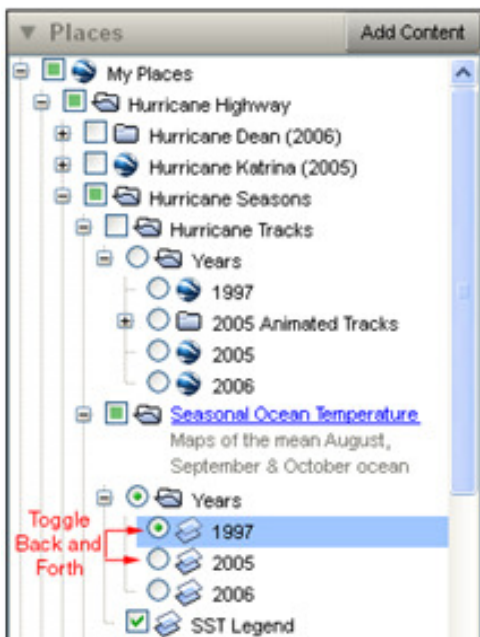 Places
Add Content
My Places
Hurricane Highway
Hurricane Dean (2006)
Hurricane Katrina (2005)
Hurricane Seasons
Hurricane Tracks
Years
1997
2005 Animated Tracks
2005
2006
Seasonal Ocean Temperature
Maps of the mean August,
September & October ocean
Years
Toggle
Back and
Forth
1997
2005
2006
SST Legend